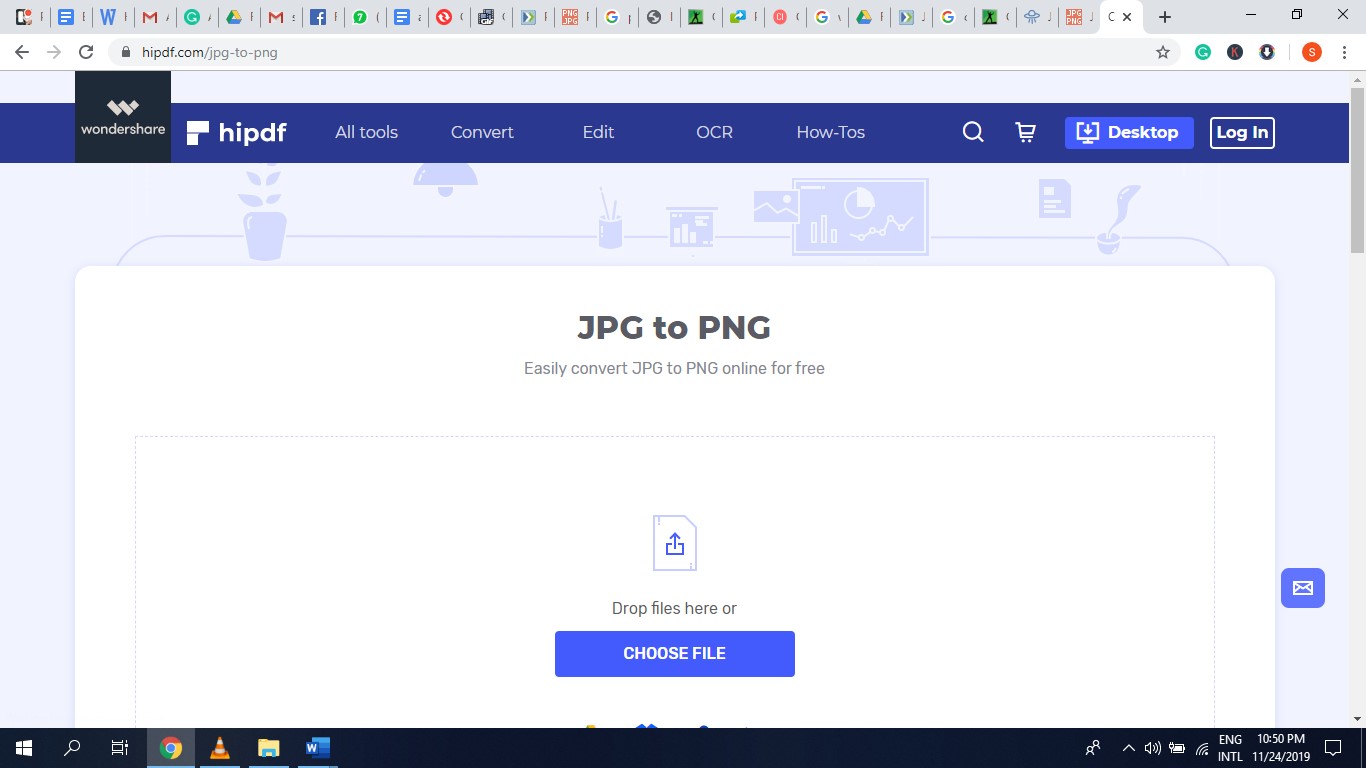 hipdf.com/jpg-to-png
wondershare
hipdf
All tools
Convert
Edit
OCR
How-Tos
Desktop
Log In
JPG to PNG
Easily convert JPG to PNG online for free
Drop files here or
CHOOSE FILE
ENG
INTL
10:50 PM
11/24/2019